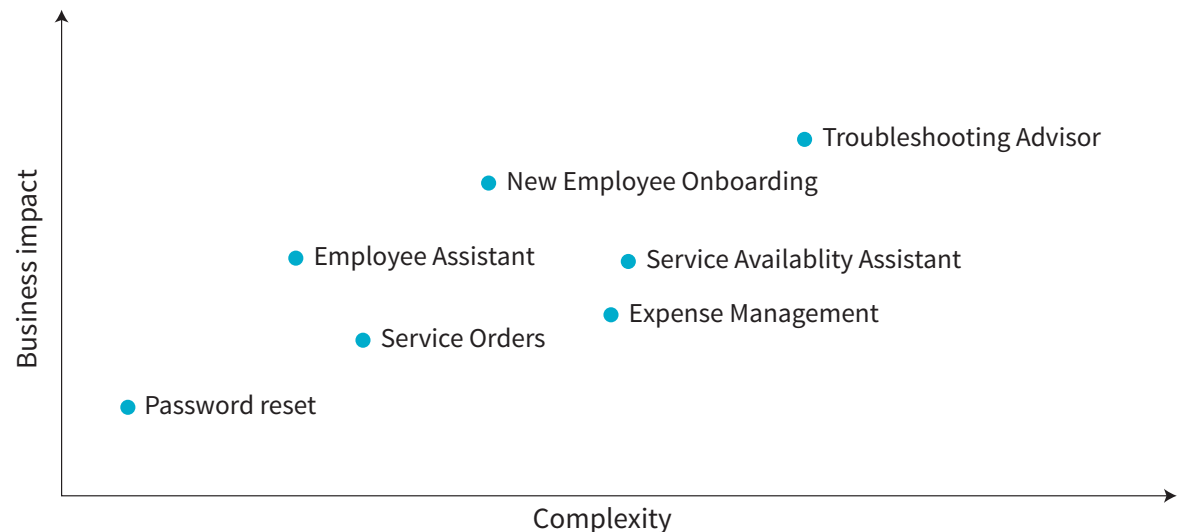 Business impact
Troubleshooting Advisor
New Employee Onboarding
Employee Assistant
Service Availablity Assistant
Expense Management
Service Orders
Password reset
Complexity